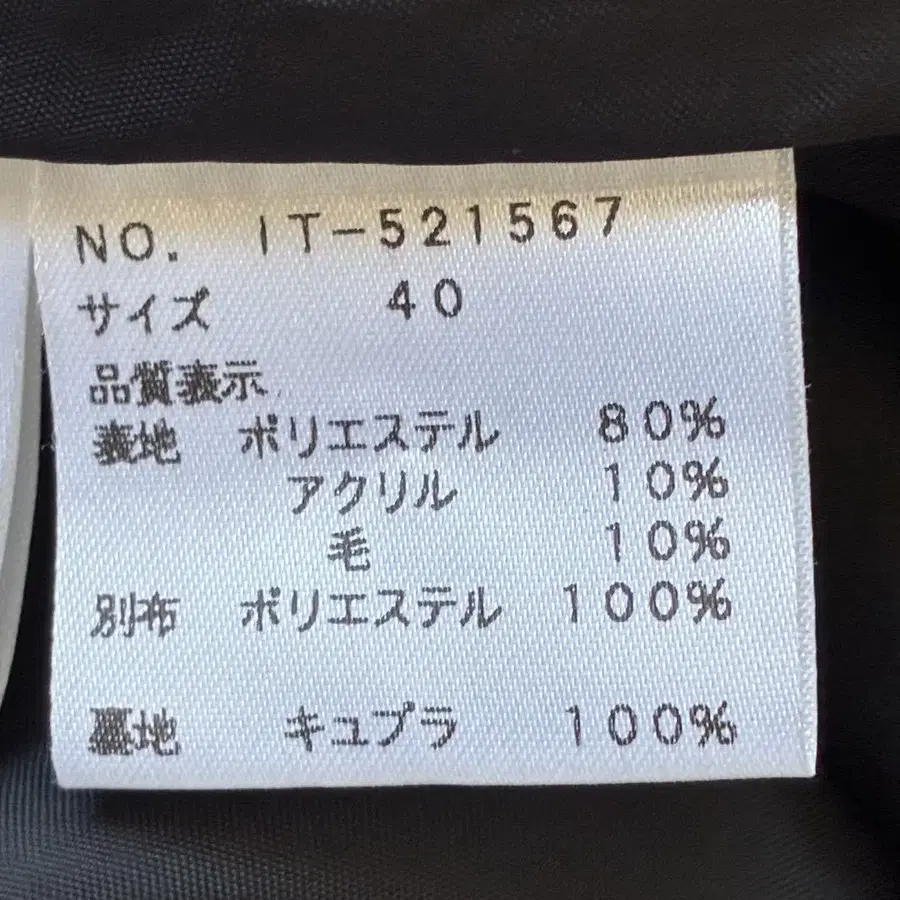 NO. IT-521567
サイズ 40
品質表示
表地 ポリエステル 80%
アクリル 10%
毛 10%
別布 ポリエステル 100%
裏地 キュプラ 100%